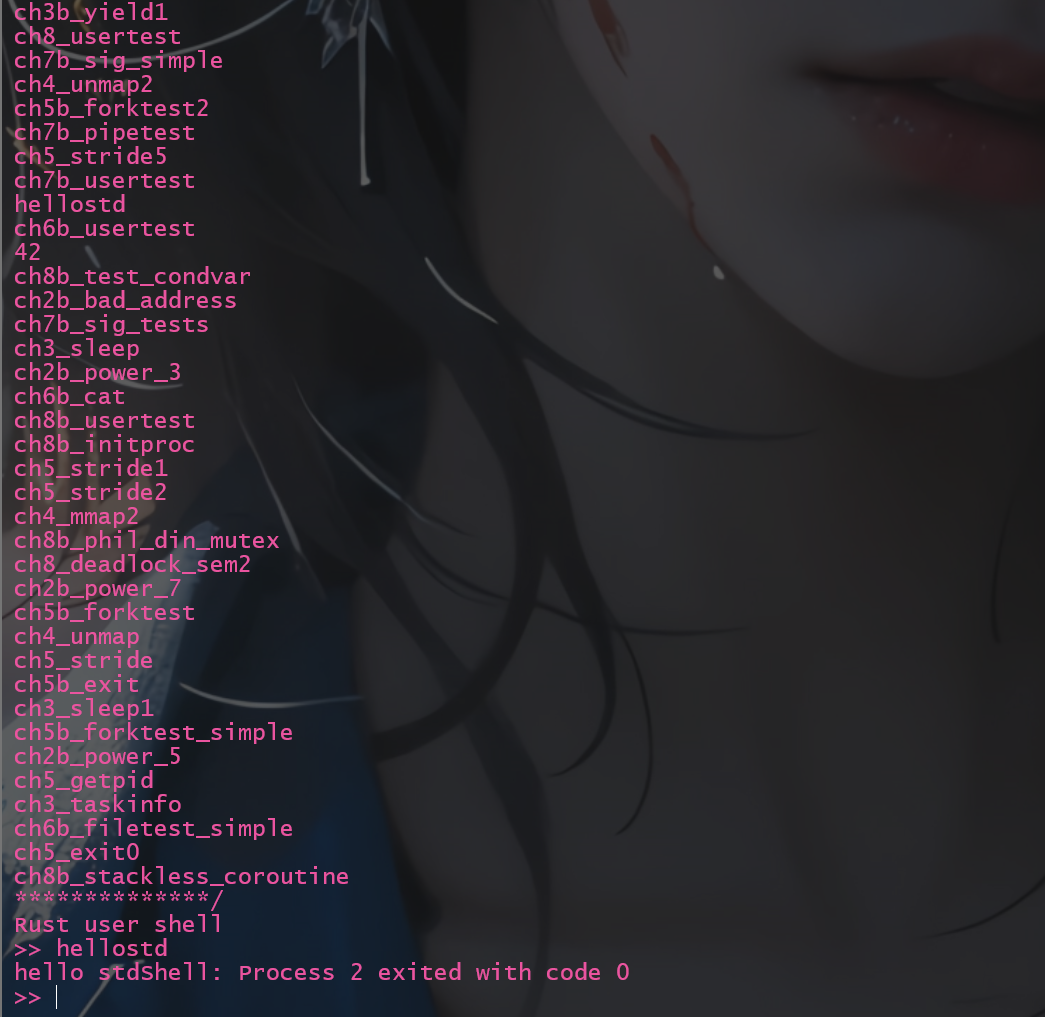 ch3b_yield1
ch8_usertest
ch7b_sig_simple
ch4_unmap2
ch5b_forktest2
ch7b_pipetest
ch5_stride5
ch7b_usertest
hellostd
ch6b_usertest
42
ch8b_test_condvar
ch2b_bad_address
ch7b_sig_tests
ch3_sleep
ch2b_power_3
ch6b_cat
ch8b_usertest
ch8b_initproc
ch5_stride1
ch5_stride2
ch4_mmap2
ch8b_phil_din_mutex
ch8_deadlock_sem2
ch2b_power_7
ch5b_forktest
ch4_unmap
ch5_stride
ch5b_exit
ch3_sleep1
ch5b_forktest_simple
ch2b_power_5
ch5_getpid
ch3_taskinfo
ch6b_filetest_simple
ch5_exit0
ch8b_stackless_coroutine
**************/
Rust user shell
>> hellostd
hello stdShell: Process 2 exited with code 0
>>